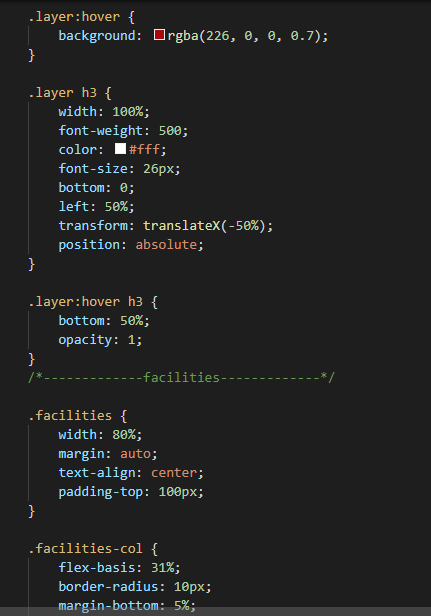 .layer:hover {
background: rgba(226, 0, 0, 0.7);
}
.layer h3 {
width: 100%;
font-weight: 500;
color: #fff;
font-size: 26px;
bottom: 0;
left: 50%;
transform: translateX(-50%);
position: absolute;
}
.layer:hover h3 {
bottom: 50%;
opacity: 1;
}
/*-------------facilities-------------*/
.facilities {
width: 80%;
margin: auto;
text-align: center;
padding-top: 100px;
}
.facilities-col {
flex-basis: 31%;
border-radius: 10px;
margin-bottom: 5%;